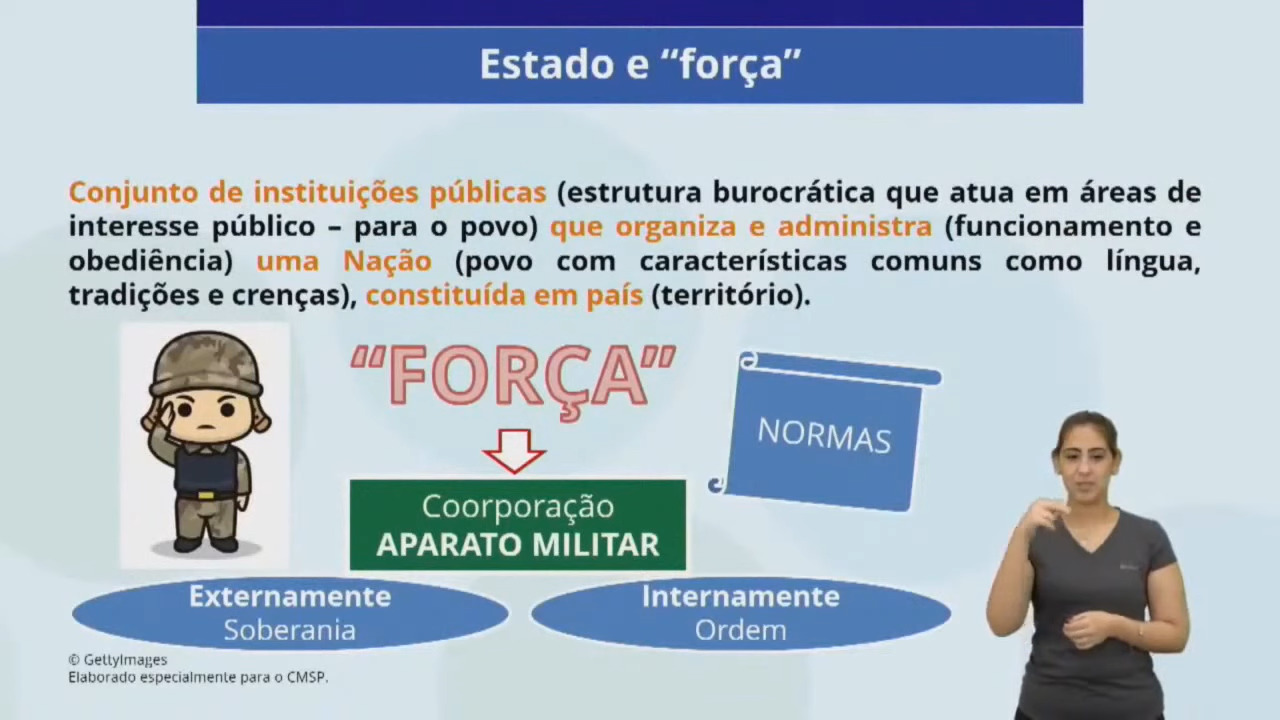 Estado e “força”
Conjunto de instituições públicas (estrutura burocrática que atua em áreas de
interesse público – para o povo) que organiza e administra (funcionamento e
obediência) uma Nação (povo com características comuns como língua,
tradições e crenças), constituída em país (território).
“FORÇA”
NORMAS
Coorporação
APARATO MILITAR
Externamente
Soberania
Internamente
Ordem
© GettyImages
Elaborado especialmente para o CMSP.